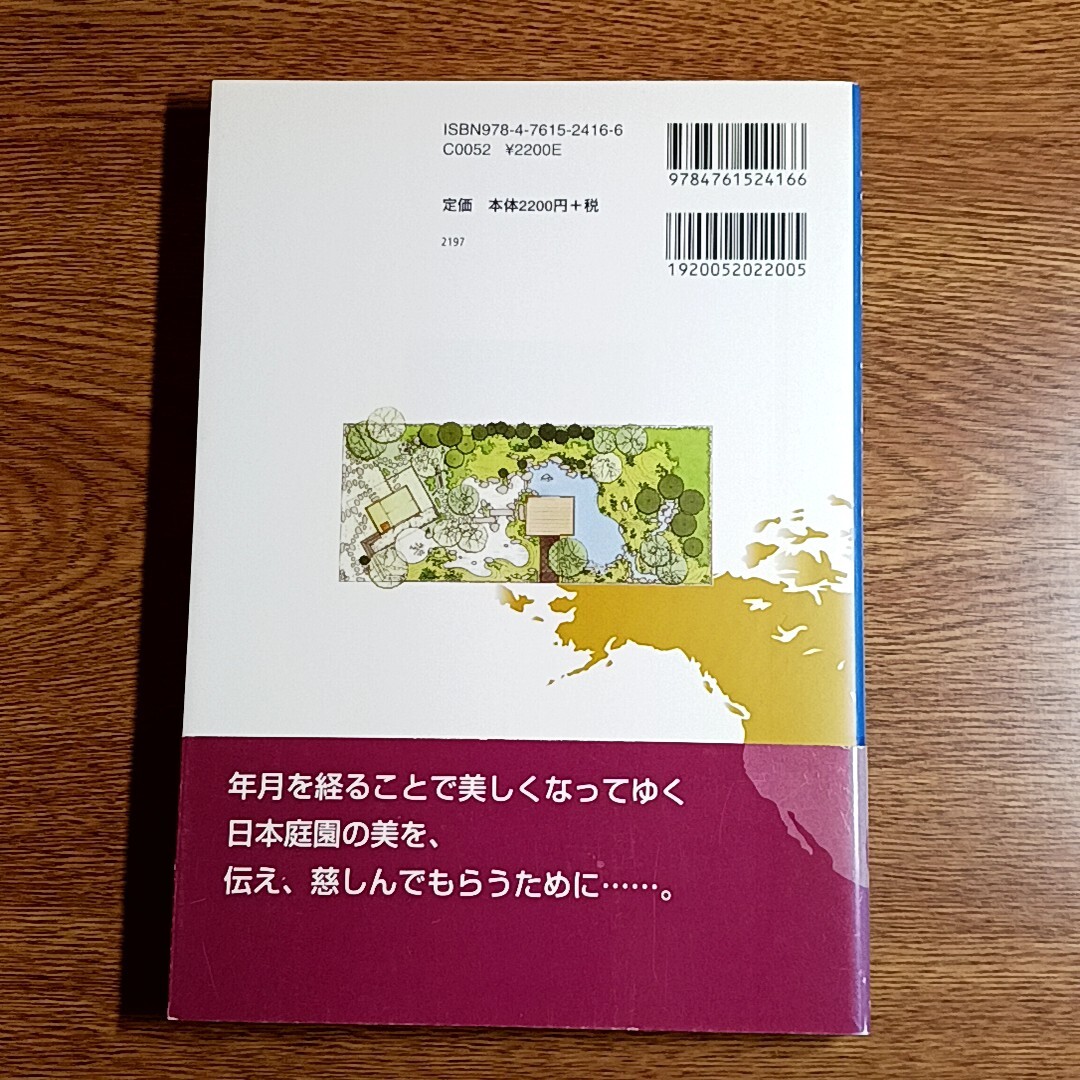 ISBN978-4-7615-2416-6
C0052 ¥2200E
9784761524166
定価 本体2200円+税
1920052022005
2197
年月を経ることで美しくなってゆく
日本庭園の美を、
伝え、慈しんでもらうために……。